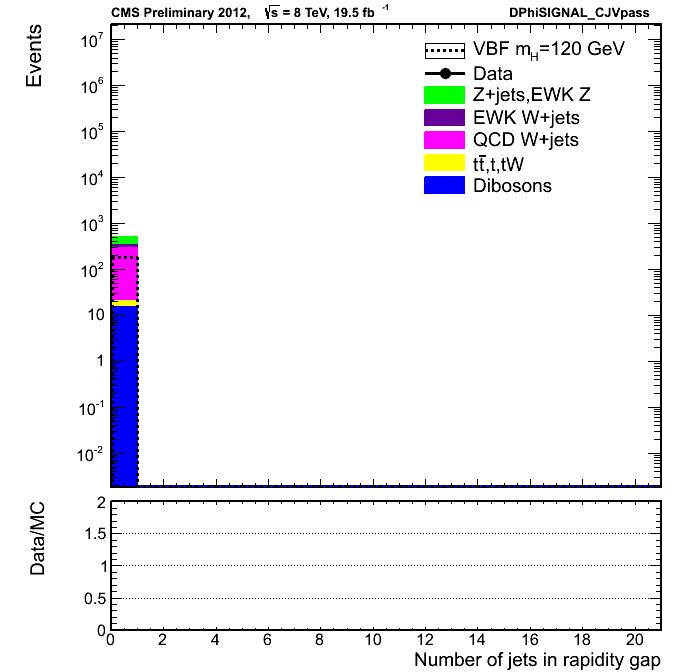 CMS Preliminary 2012, √s = 8 TeV, 19.5 fb⁻¹ DPhiSIGNAL_CJVpass
Events
10⁷
10⁶
10⁵
10⁴
10³
10²
10
1
10⁻¹
10⁻²
VBF m_H=120 GeV
Data
Z+jets,EWK Z
EWK W+jets
QCD W+jets
tt̄,t,tW
Dibosons
Data/MC
2
1.5
1
0.5
0
0 2 4 6 8 10 12 14 16 18 20
Number of jets in rapidity gap